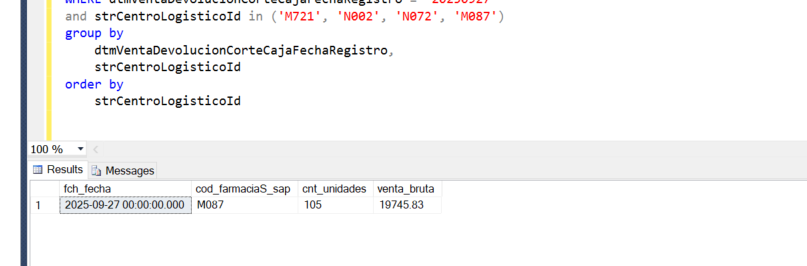 WHERE dtmVentaDevolucionCorteCajaFechaRegistro = '20250927'
and strCentroLogisticoId in ('M721', 'N002', 'N072', 'M087')
group by
dtmVentaDevolucionCorteCajaFechaRegistro,
strCentroLogisticoId
order by
strCentroLogisticoId
100 %
Results Messages
fch_fecha cod_farmaciaS_sap cnt_unidades venta_bruta
1 2025-09-27 00:00:00.000 M087 105 19745.83